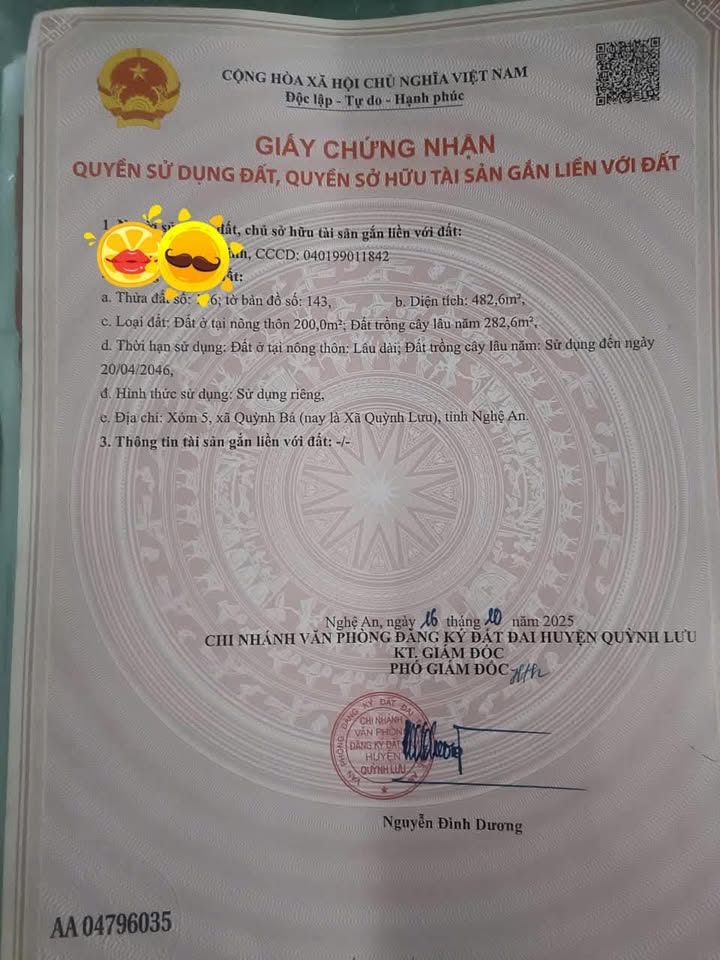 CỘNG HÒA XÃ HỘI CHỦ NGHĨA VIỆT NAM
Độc lập - Tự do - Hạnh phúc
GIẤY CHỨNG NHẬN
QUYỀN SỬ DỤNG ĐẤT, QUYỀN SỞ HỮU TÀI SẢN GẮN LIỀN VỚI ĐẤT
1. đất, chủ sở hữu tài sản gắn liền với đất:
CCCD: 040199011842
a. Thửa đất số: tờ bản đồ số: 143, b. Diện tích: 482,6m²,
c. Loại đất: Đất ở tại nông thôn 200,0m²; Đất trồng cây lâu năm 282,6m²,
d. Thời hạn sử dụng: Đất ở tại nông thôn: Lâu dài; Đất trồng cây lâu năm: Sử dụng đến ngày
20/04/2046,
đ. Hình thức sử dụng: Sử dụng riêng,
e. Địa chỉ: Xóm 5, xã Quỳnh Bá (nay là Xã Quỳnh Lưu), tỉnh Nghệ An.
3. Thông tin tài sản gắn liền với đất: -/-
Nghệ An, ngày 16 tháng 10 năm 2025
CHI NHÁNH VĂN PHÒNG ĐĂNG KÝ ĐẤT ĐAI HUYỆN QUỲNH LƯU
KT. GIÁM ĐỐC
PHÓ GIÁM ĐỐC
VĂN PHÒNG ĐĂNG KÝ ĐẤT ĐAI
CHI NHÁNH
VĂN PHÒNG
ĐĂNG KÝ ĐẤT
HUYỆN
QUỲNH LƯU
Nguyễn Đình Dương
AA 04796035